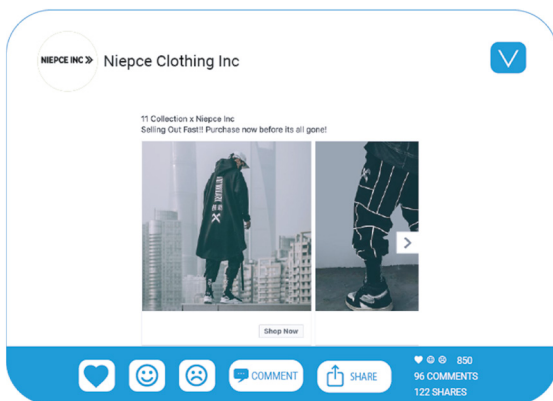 NIEPCE INC
Niepce Clothing Inc
11 Collection x Niepce Inc
Selling Out Fast!! Purchase now before its all gone!
Shop Now
COMMENT
SHARE
850
96 COMMENTS
122 SHARES